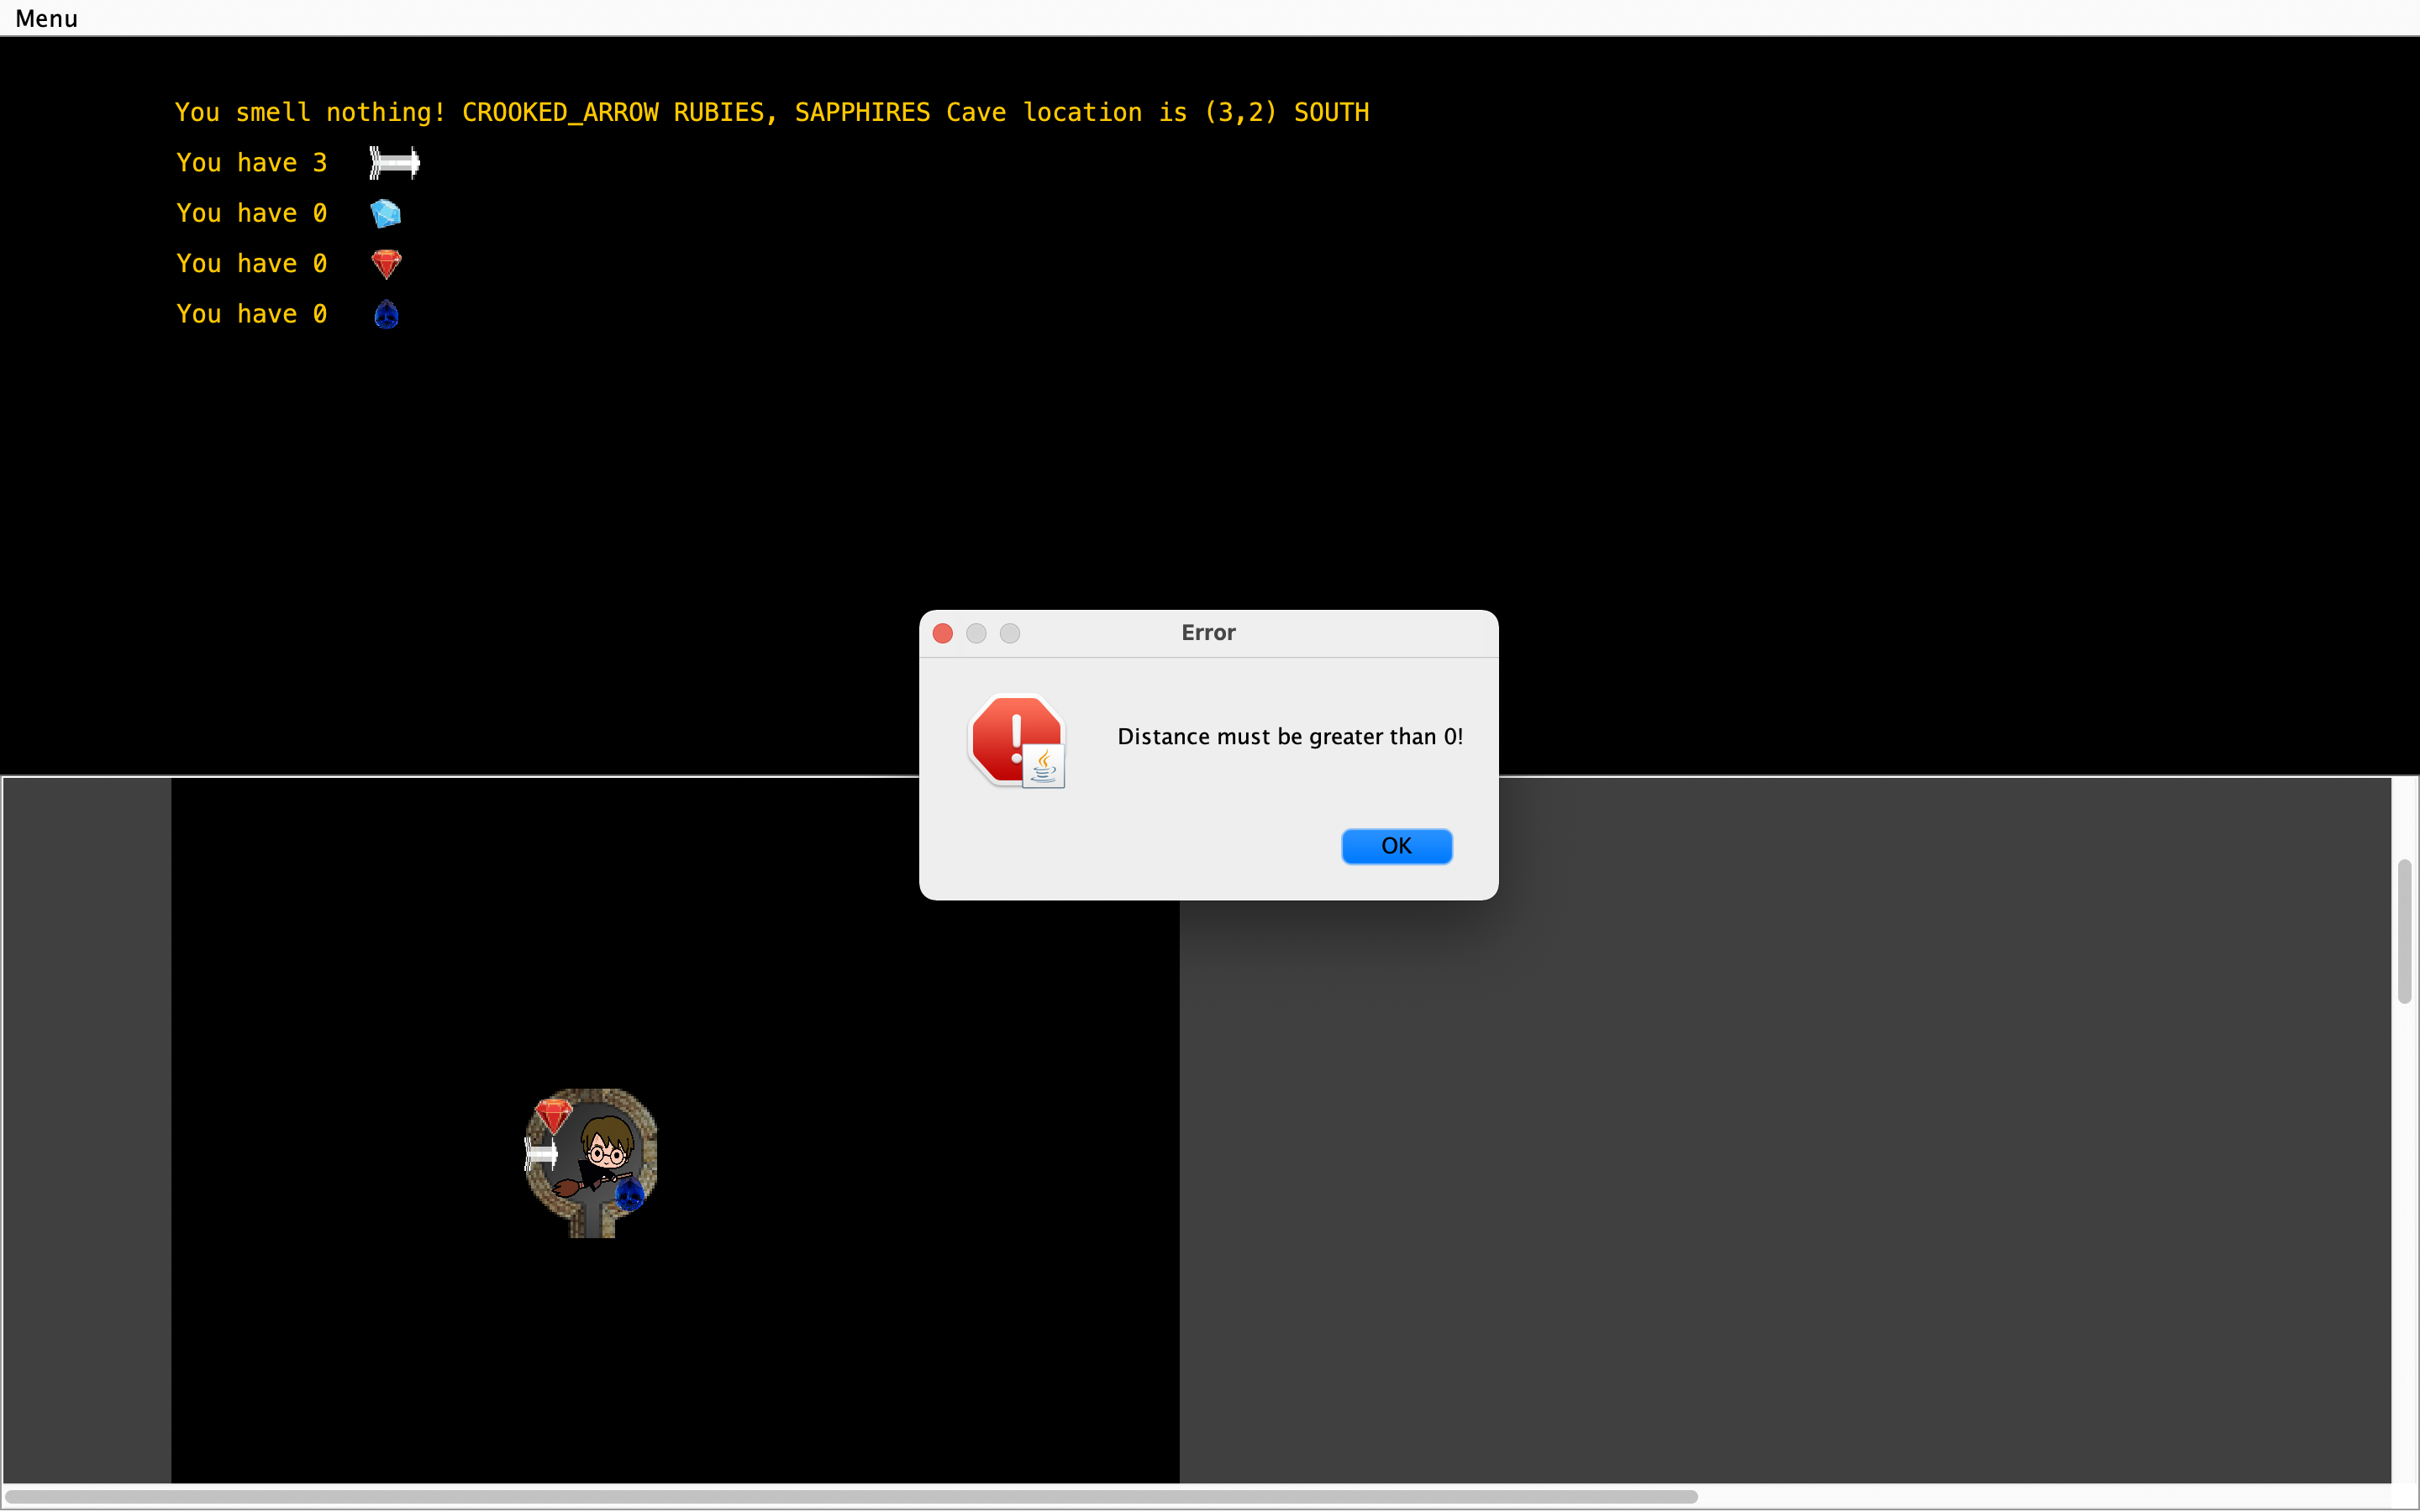 Menu
You smell nothing! CROOKED_ARROW RUBIES, SAPPHIRES Cave location is (3,2) SOUTH
You have 3
You have 0
You have 0
You have 0
Error
Distance must be greater than 0!
OK